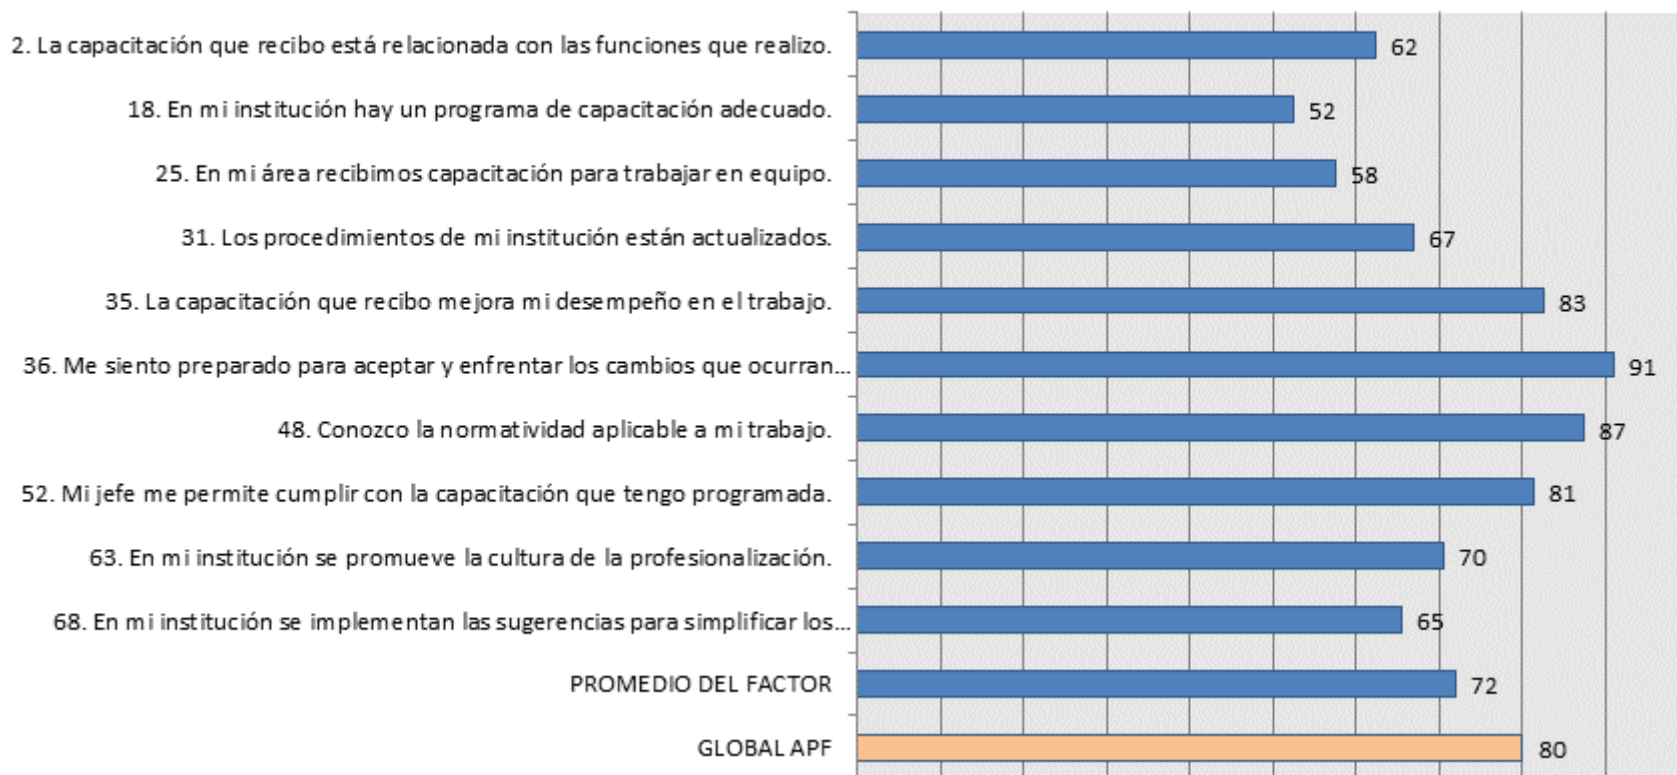 2. La capacitación que recibo está relacionada con las funciones que realizo. 62
18. En mi institución hay un programa de capacitación adecuado. 52
25. En mi área recibimos capacitación para trabajar en equipo. 58
31. Los procedimientos de mi institución están actualizados. 67
35. La capacitación que recibo mejora mi desempeño en el trabajo. 83
36. Me siento preparado para aceptar y enfrentar los cambios que ocurran... 91
48. Conozco la normatividad aplicable a mi trabajo. 87
52. Mi jefe me permite cumplir con la capacitación que tengo programada. 81
63. En mi institución se promueve la cultura de la profesionalización. 70
68. En mi institución se implementan las sugerencias para simplificar los... 65
PROMEDIO DEL FACTOR 72
GLOBAL APF 80